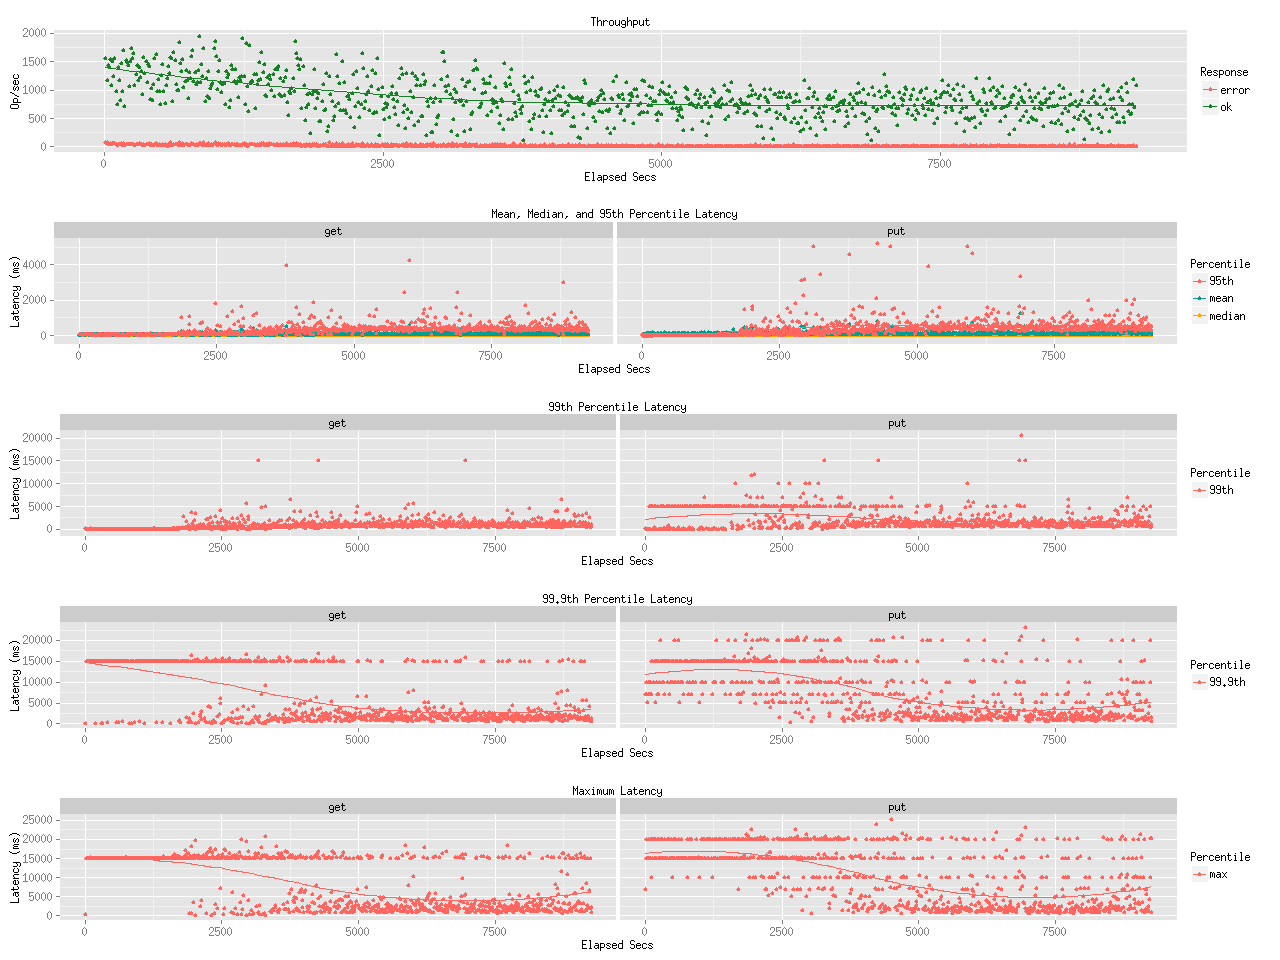 Throughput
2000
1500
1000
500
0
Op/sec
0 2500 5000 7500
Elapsed Secs
Response
error
ok
Mean, Median, and 95th Percentile Latency
get put
4000
2000
0
Latency (ms)
0 2500 5000 7500 0 2500 5000 7500
Elapsed Secs
Percentile
95th
mean
median
99th Percentile Latency
get put
20000
15000
10000
5000
0
Latency (ms)
0 2500 5000 7500 0 2500 5000 7500
Elapsed Secs
Percentile
99th
99.9th Percentile Latency
get put
20000
15000
10000
5000
0
Latency (ms)
0 2500 5000 7500 0 2500 5000 7500
Elapsed Secs
Percentile
99.9th
Maximum Latency
get put
25000
20000
15000
10000
5000
0
Latency (ms)
0 2500 5000 7500 0 2500 5000 7500
Elapsed Secs
Percentile
max